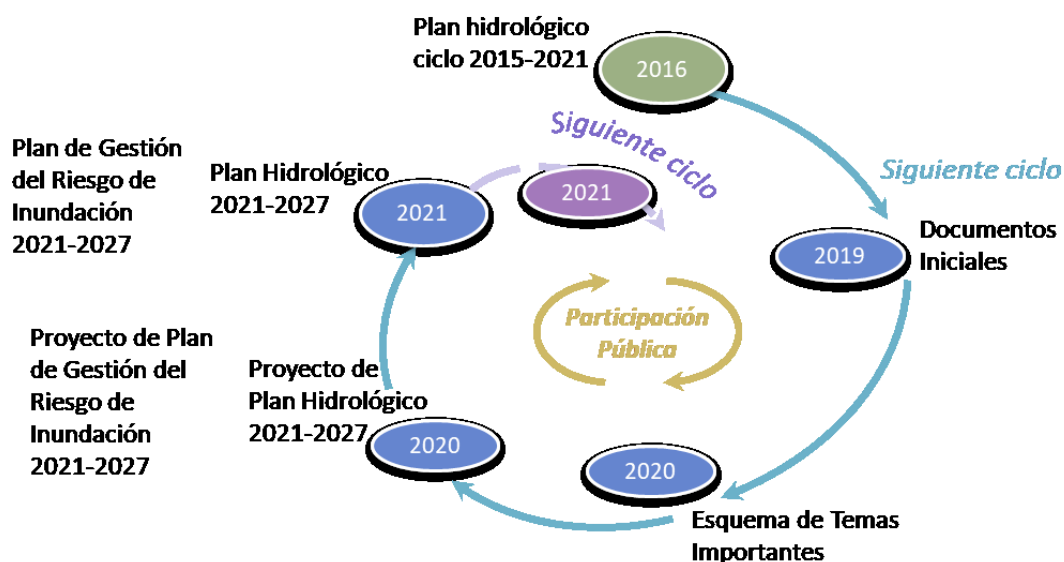 Plan hidrológico
ciclo 2015-2021
2016
Siguiente ciclo
Siguiente ciclo
Plan de Gestión
del Riesgo de
Inundación
2021-2027
Plan Hidrológico
2021-2027
2021
2021
2019
Documentos
Iniciales
Participación
Pública
Proyecto de Plan
de Gestión del
Riesgo de
Inundación
2021-2027
Proyecto de
Plan Hidrológico
2021-2027
2020
2020
Esquema de Temas
Importantes